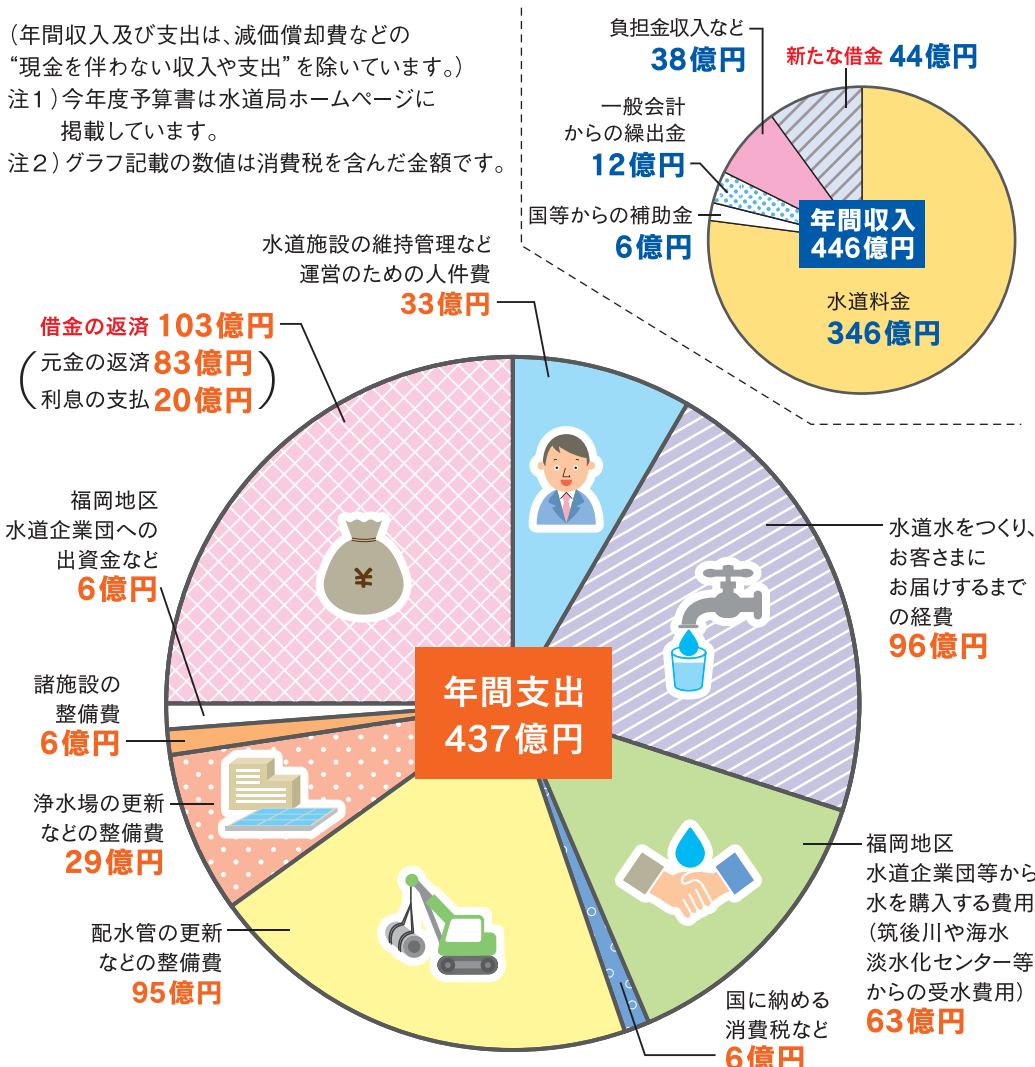 （年間収入及び支出は、減価償却費などの
“現金を伴わない収入や支出”を除いています。）
注1）今年度予算書は水道局ホームページに
掲載しています。
注2）グラフ記載の数値は消費税を含んだ金額です。
負担金収入など
38億円
新たな借金 44億円
一般会計
からの繰出金
12億円
国等からの補助金
6億円
年間収入
446億円
水道料金
346億円
水道施設の維持管理など
運営のための人件費
33億円
借金の返済 103億円
（元金の返済 83億円
利息の支払 20億円）
福岡地区
水道企業団への
出資金など
6億円
諸施設の
整備費
6億円
浄水場の更新
などの整備費
29億円
配水管の更新
などの整備費
95億円
¥
年間支出
437億円
水道水をつくり、
お客さまに
お届けするまで
の経費
96億円
福岡地区
水道企業団等から
水を購入する費用
（筑後川や海水
淡水化センター等
からの受水費用）
63億円
国に納める
消費税など
6億円